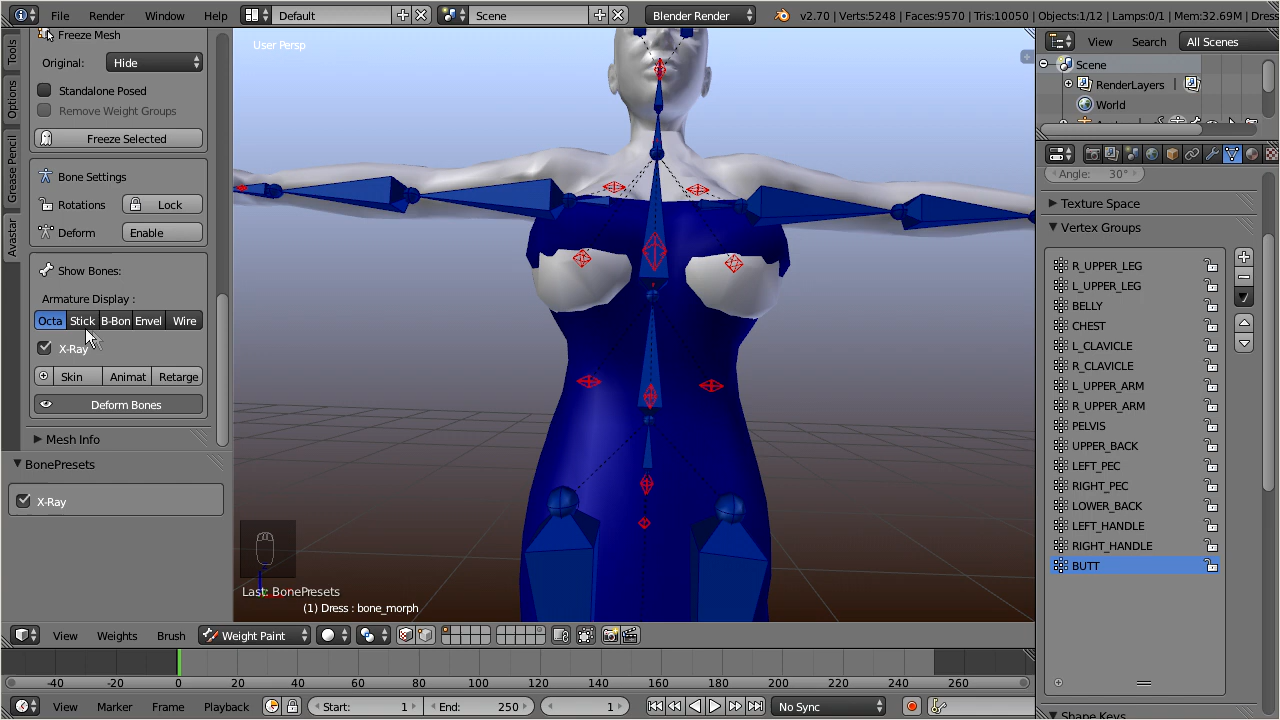 File Render Window Help Default Scene Blender Render v2.70 | Verts:5248 | Faces:9570 | Tris:10050 | Objects:1/12 | Lamps:0/1 | Mem:32.69M | Dress
Freeze Mesh
Original: Hide
Standalone Posed
Remove Weight Groups
Freeze Selected
Bone Settings
Rotations Lock
Deform Enable
Show Bones:
Armature Display :
Octa Stick B-Bon Envel Wire
X-Ray
Skin Animat Retarge
Deform Bones
Mesh Info
BonePresets
X-Ray
Tools
Options
Grease Pencil
Avastar
User Persp
Last: BonePresets
(1) Dress : bone_morph
View Weights Brush Weight Paint
View Search All Scenes
Scene
RenderLayers
World
Angle: 30°
Texture Space
Vertex Groups
R_UPPER_LEG
L_UPPER_LEG
BELLY
CHEST
L_CLAVICLE
R_CLAVICLE
L_UPPER_ARM
R_UPPER_ARM
PELVIS
UPPER_BACK
LEFT_PEC
RIGHT_PEC
LOWER_BACK
LEFT_HANDLE
RIGHT_HANDLE
BUTT
Shape Keys
-40 -20 0 20 40 60 80 100 120 140 160 180 200 220 240 260
View Marker Frame Playback Start: 1 End: 250 1 No Sync